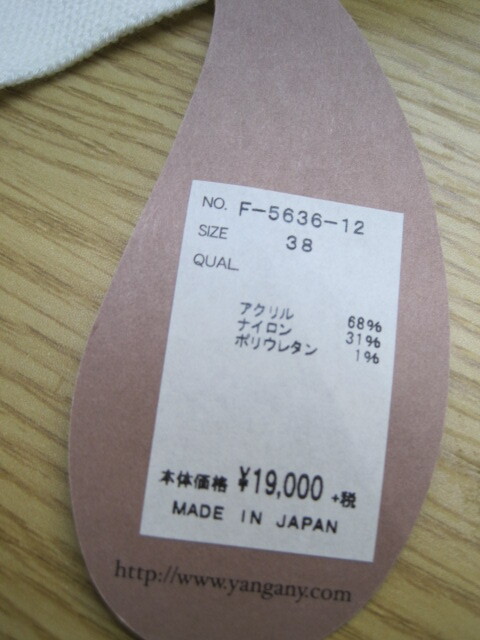 NO. F-5636-12
SIZE 38
QUAL.
アクリル 68%
ナイロン 31%
ポリウレタン 1%
本体価格 ¥19,000 +税
MADE IN JAPAN
http://www.yangany.com